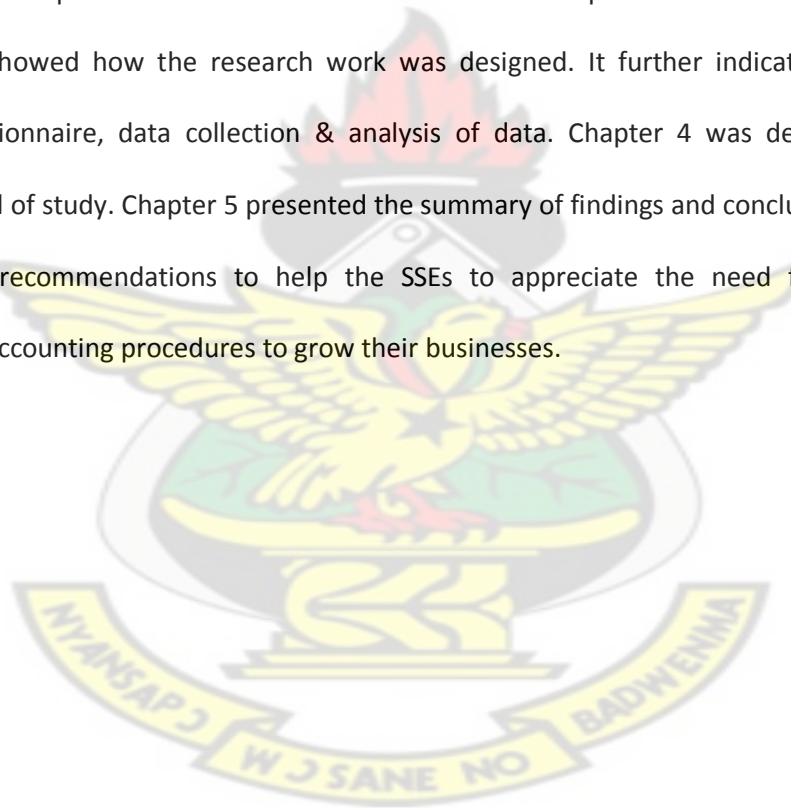 howed how the research work was designed. It further indicat
ionnaire, data collection & analysis of data. Chapter 4 was de
l of study. Chapter 5 presented the summary of findings and conclu
recommendations to help the SSEs to appreciate the need f
ccounting procedures to grow their businesses.
NYANSAPƆ
WƆSANE NO
BADWENMA